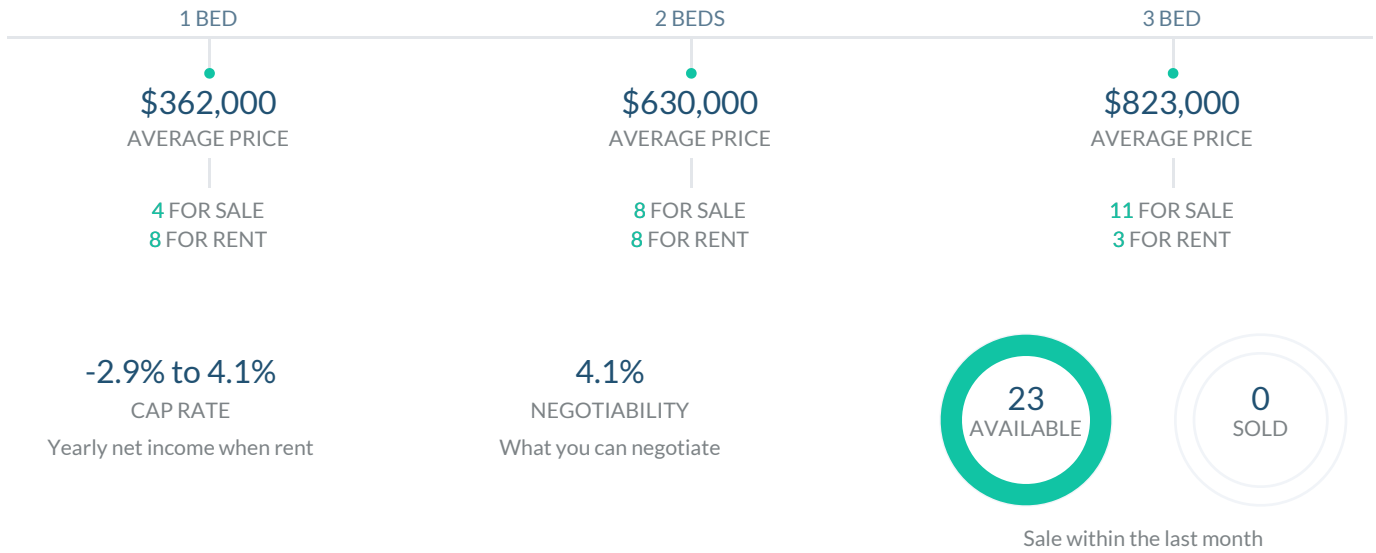 1 BED
$362,000
AVERAGE PRICE
4 FOR SALE
8 FOR RENT
2 BEDS
$630,000
AVERAGE PRICE
8 FOR SALE
8 FOR RENT
3 BED
$823,000
AVERAGE PRICE
11 FOR SALE
3 FOR RENT
-2.9% to 4.1%
CAP RATE
Yearly net income when rent
4.1%
NEGOTIABILITY
What you can negotiate
23
AVAILABLE
0
SOLD
Sale within the last month